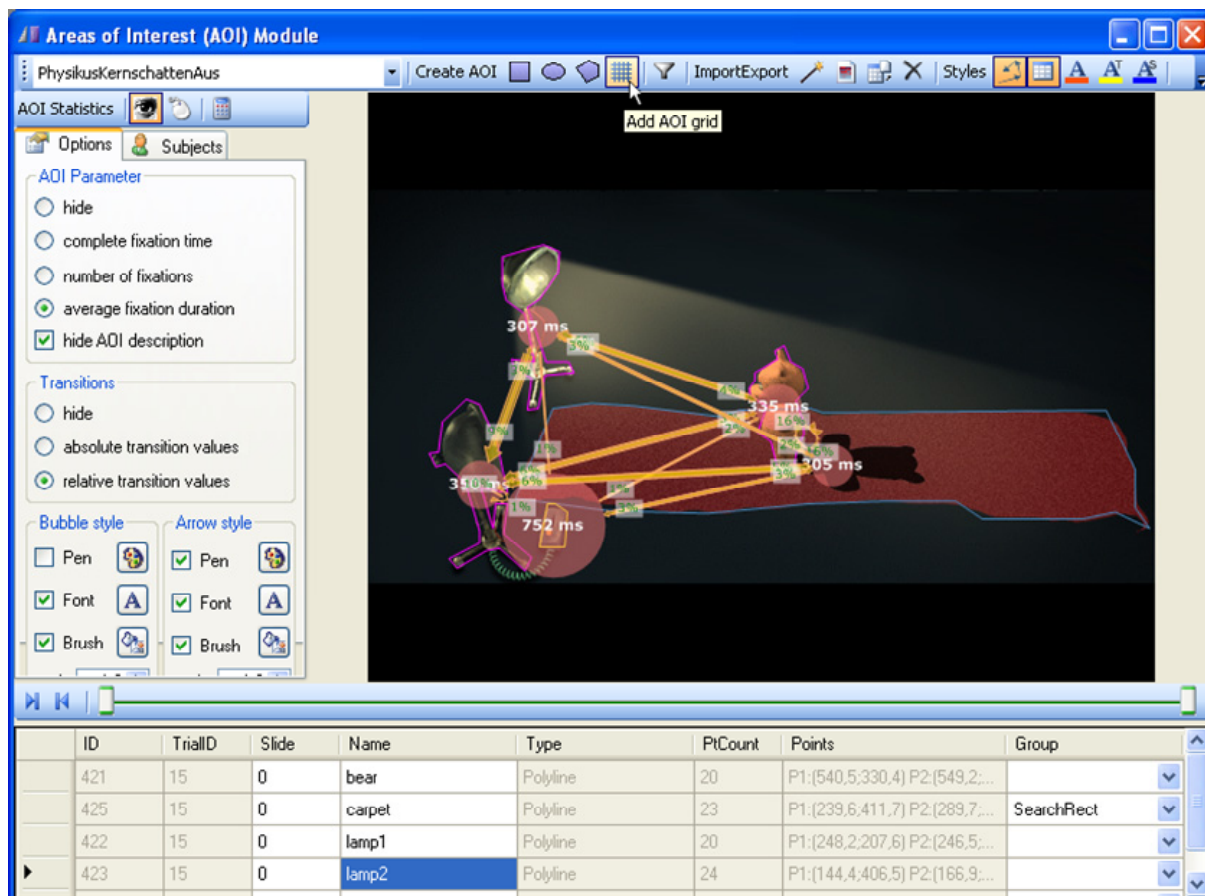 Areas of Interest (AOI) Module
PhysikusKernschattenAus Create AOI ImportExport Styles A A T A S
AOI Statistics
Add AOI grid
Options Subjects
AOI Parameter
hide
complete fixation time
number of fixations
average fixation duration
hide AOI description
Transitions
hide
absolute transition values
relative transition values
Bubble style Arrow style
Pen Pen
Font A Font A
Brush Brush
307 ms
3%
4%
335 ms
16%
2%
2%
305 ms
1%
6%
3%
1%
752 ms
ID TrialID Slide Name Type PtCount Points Group
421 15 0 bear Polyline 20 P1:(540,5;330,4) P2:(549,2;...
425 15 0 carpet Polyline 23 P1:(239,6;411,7) P2:(289,7;... SearchRect
422 15 0 lamp1 Polyline 20 P1:(248,2;207,6) P2:(246,5;...
423 15 0 lamp2 Polyline 24 P1:(144,4;406,5) P2:(166,9;...